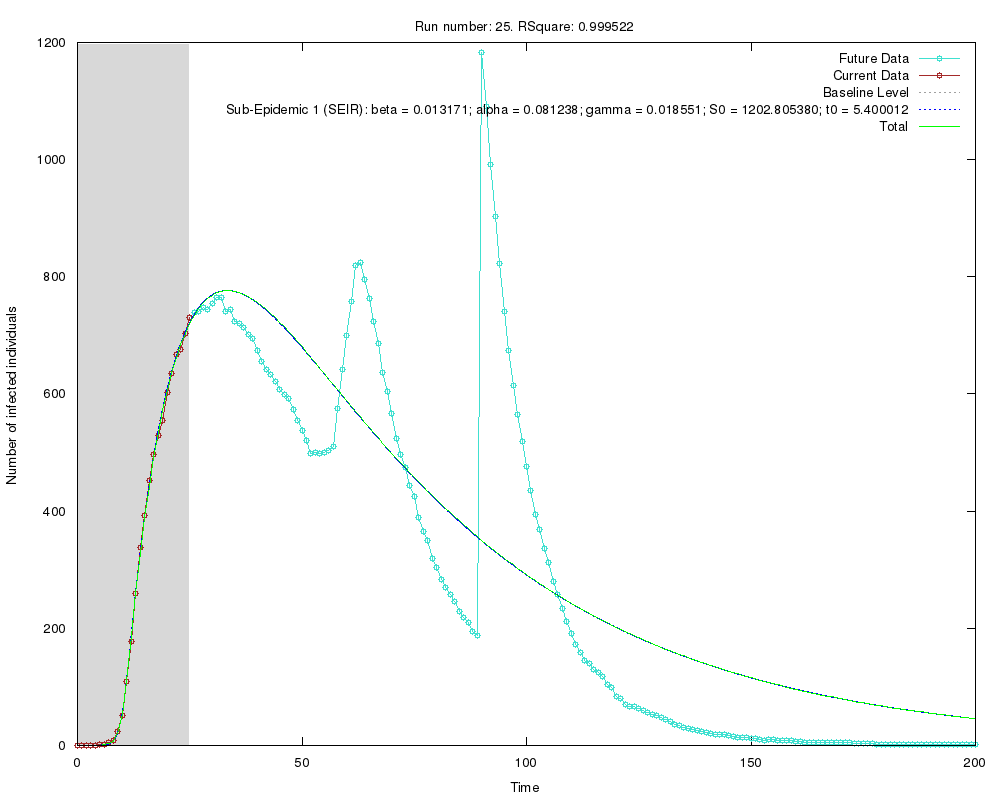 Run number: 25. RSquare: 0.999522
1200
1000
800
600
400
200
0
Number of infected individuals
Future Data
Current Data
Baseline Level
Sub-Epidemic 1 (SEIR): beta = 0.013171; alpha = 0.081238; gamma = 0.018551; S0 = 1202.805380; t0 = 5.400012
Total
0 50 100 150 200
Time